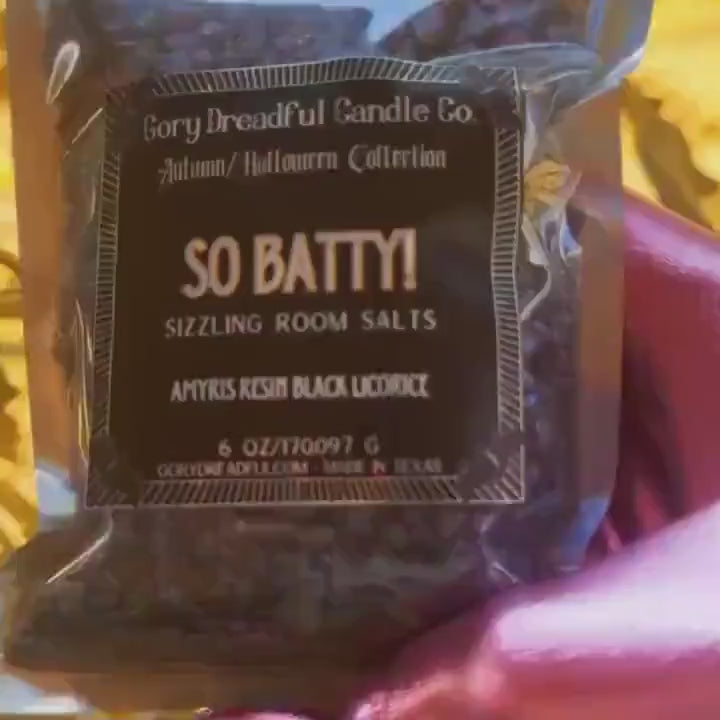 Gory Dreadful Candle Co.
Autumn/Halloween Collection
SO BATTY!
SIZZLING ROOM SALTS
AMYRIS RESIN BLACK LICORICE
6 OZ/170.097 G
GORYDREADFUL.COM - MADE IN TEXAS